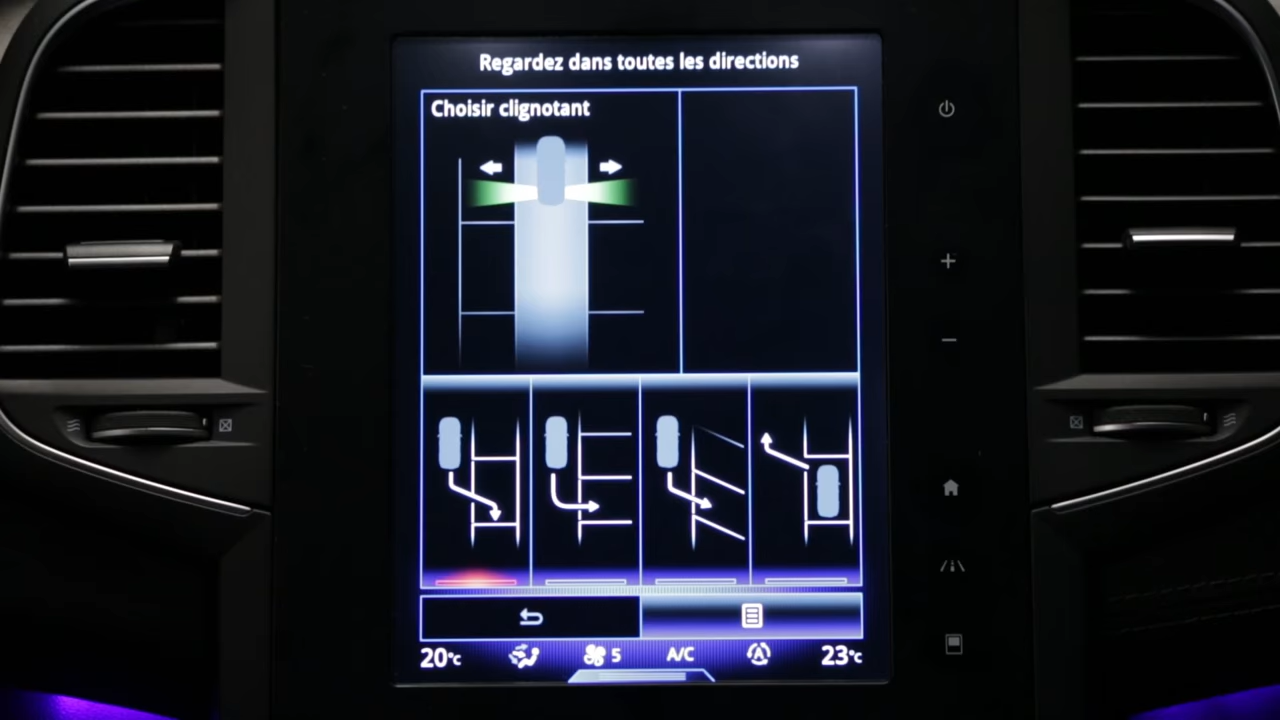 Regardez dans toutes les directions
Choisir clignotant
20°C 5 A/C A 23°C